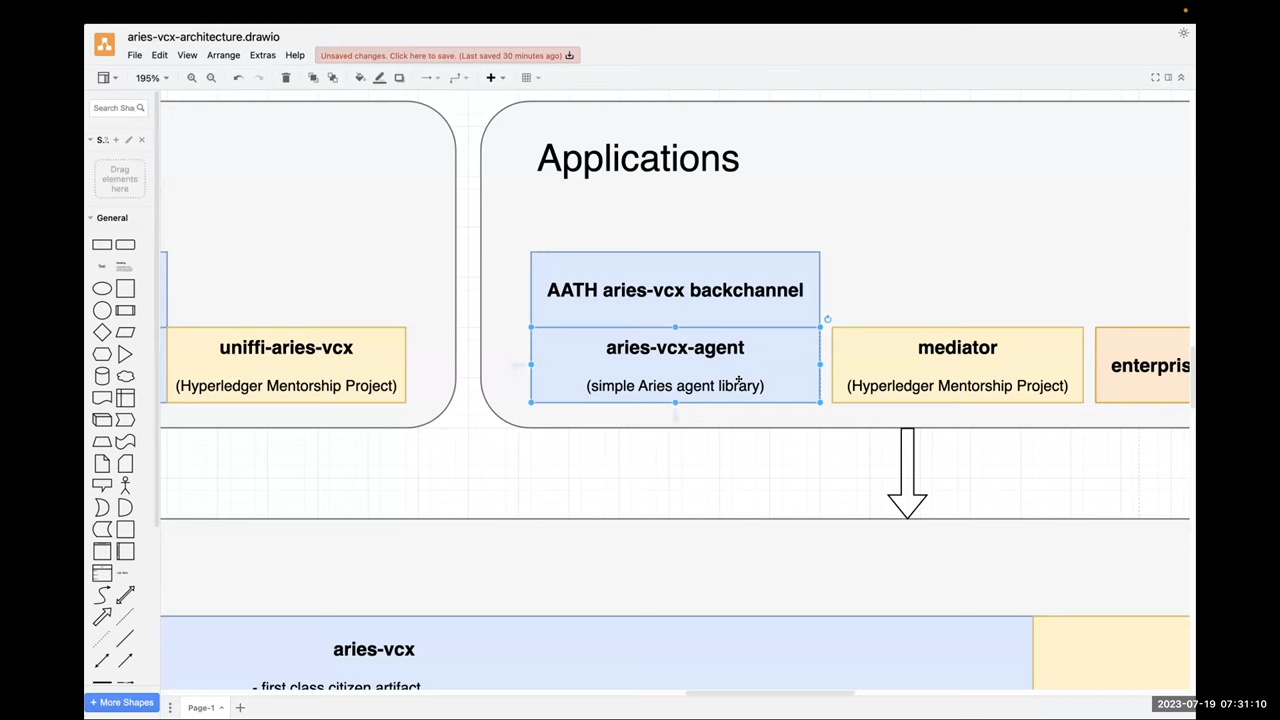 aries-vcx-architecture.drawio
File Edit View Arrange Extras Help
Unsaved changes. Click here to save. (Last saved 30 minutes ago)
195%
Search Sha
Applications
S..
?
Drag
elements
here
General
AATH aries-vcx backchannel
uniffi-aries-vcx
(Hyperledger Mentorship Project)
aries-vcx-agent
(simple Aries agent library)
mediator
(Hyperledger Mentorship Project)
enterpris
Text
aries-vcx
- first class citizen artifact
+ More Shapes
Page-1
2023-07-19 07:31:10